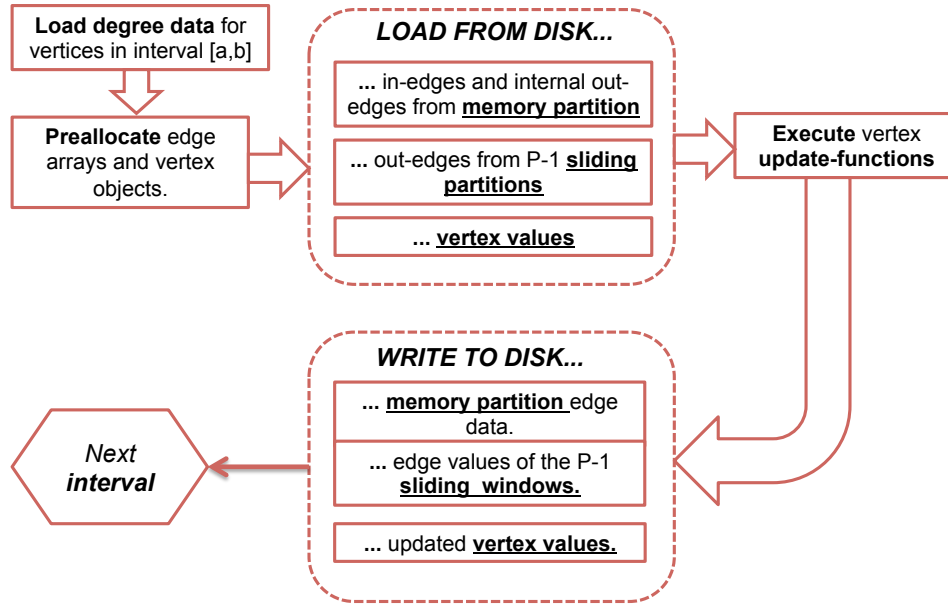 Load degree data for
vertices in interval [a,b]
Preallocate edge
arrays and vertex
objects.
LOAD FROM DISK...
... in-edges and internal out-
edges from memory partition
... out-edges from P-1 sliding
partitions
... vertex values
Execute vertex
update-functions
WRITE TO DISK...
... memory partition edge
data.
... edge values of the P-1
sliding windows.
... updated vertex values.
Next
interval